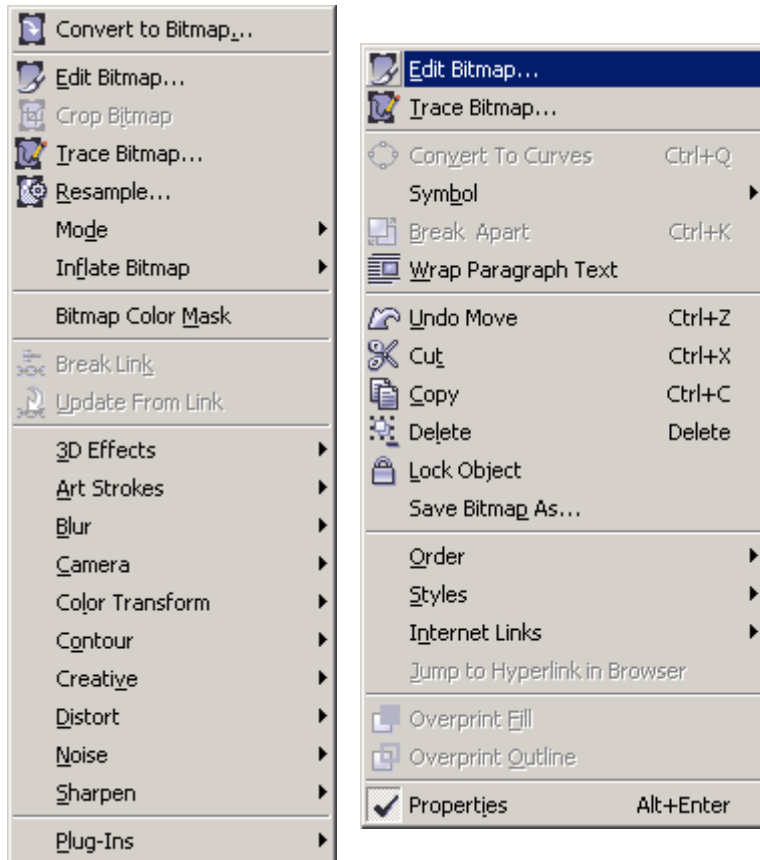 Convert to Bitmap...
Edit Bitmap...
Crop Bitmap
Trace Bitmap...
Resample...
Mode
Inflate Bitmap
Bitmap Color Mask
Break Link
Update From Link
3D Effects
Art Strokes
Blur
Camera
Color Transform
Contour
Creative
Distort
Noise
Sharpen
Plug-Ins
Edit Bitmap...
Trace Bitmap...
Convert To Curves Ctrl+Q
Symbol
Break Apart Ctrl+K
Wrap Paragraph Text
Undo Move Ctrl+Z
Cut Ctrl+X
Copy Ctrl+C
Delete Delete
Lock Object
Save Bitmap As...
Order
Styles
Internet Links
Jump to Hyperlink in Browser
Overprint Fill
Overprint Outline
Properties Alt+Enter